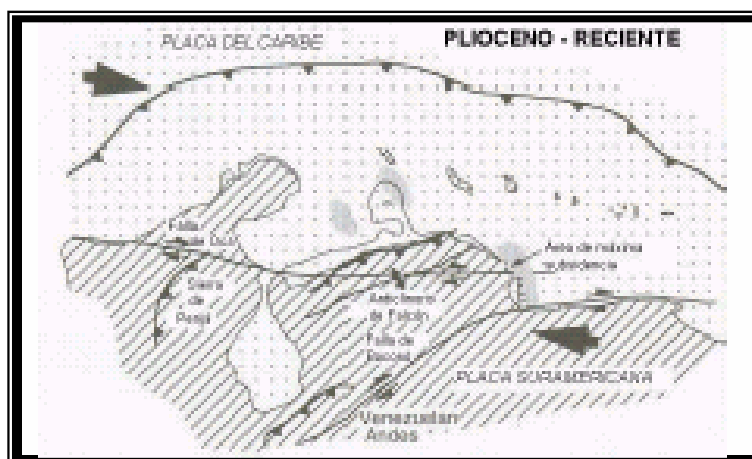 PLACA DEL CARIBE
PLIOCENO - RECIENTE
Falla
de Oca
Sierra
de
Perijá
Area de máxima
subsidencia
Anticlinorio
de Falcón
Falla de
Boconó
PLACA SURAMERICANA
Venezuelan
Andes